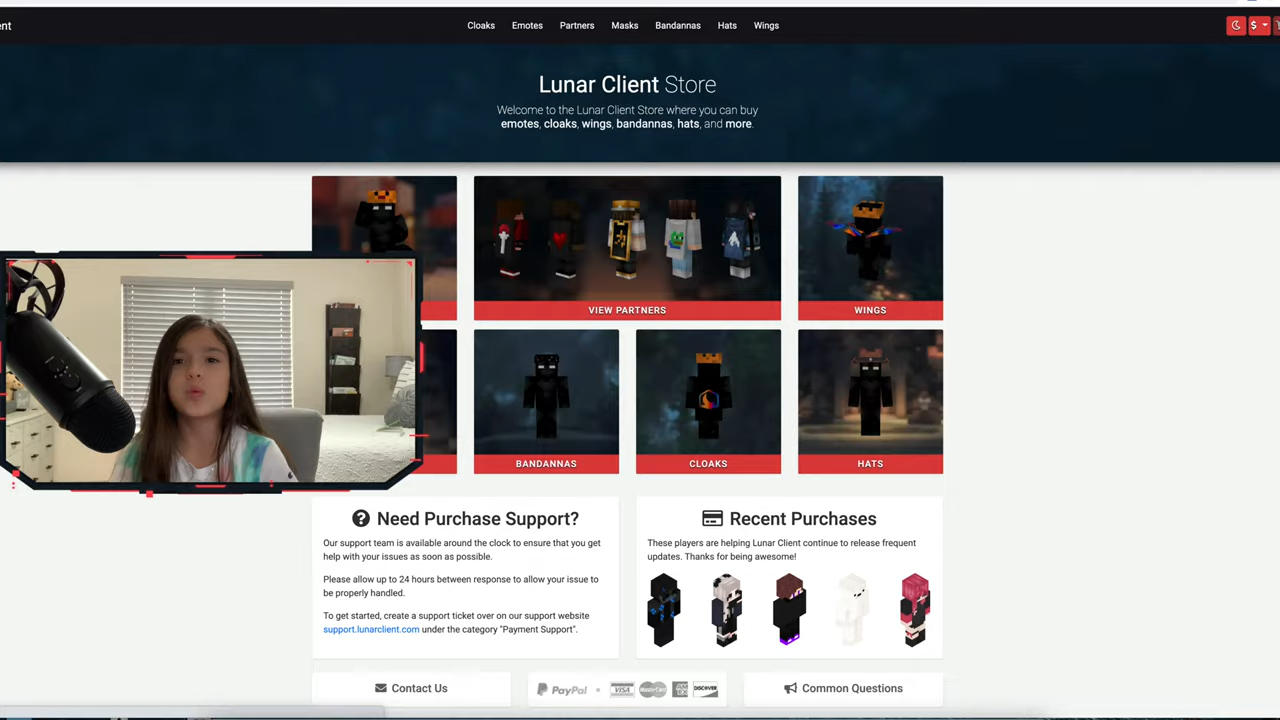 ent
Cloaks Emotes Partners Masks Bandannas Hats Wings
$
Lunar Client Store
Welcome to the Lunar Client Store where you can buy
emotes, cloaks, wings, bandannas, hats, and more.
VIEW PARTNERS
WINGS
BANDANNAS
CLOAKS
HATS
Need Purchase Support?
Our support team is available around the clock to ensure that you get
help with your issues as soon as possible.
Please allow up to 24 hours between response to allow your issue to
be properly handled.
To get started, create a support ticket over on our support website
support.lunarclient.com under the category "Payment Support".
Recent Purchases
These players are helping Lunar Client continue to release frequent
updates. Thanks for being awesome!
Contact Us
PayPal VISA MasterCard AM EX DISCOVER
Common Questions